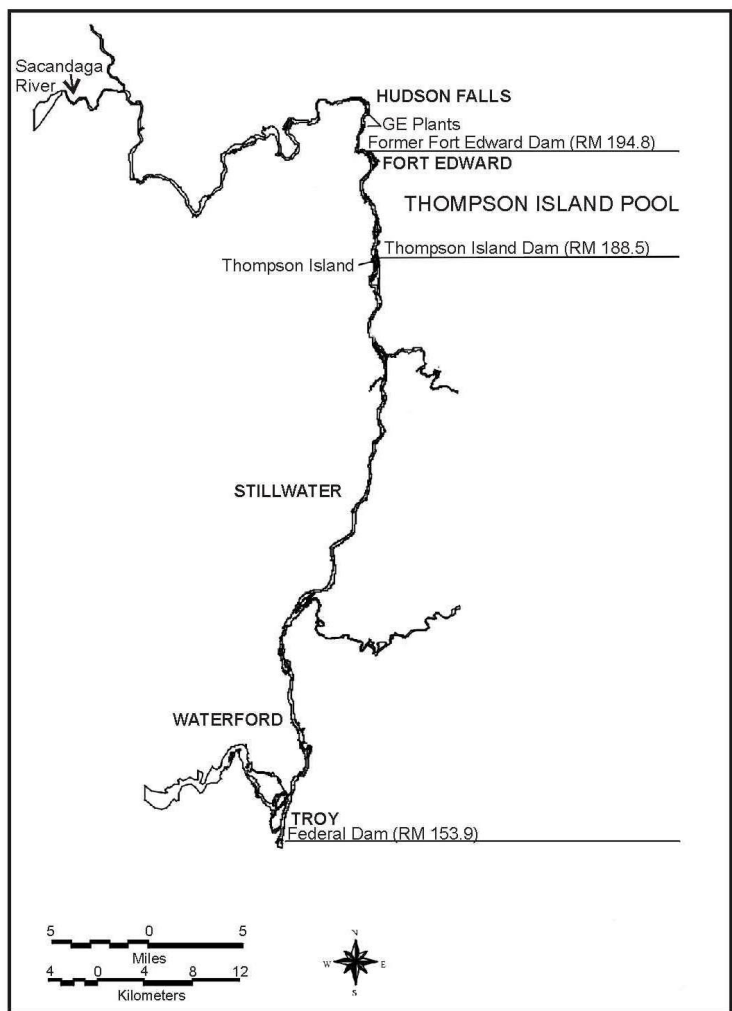 Sacandaga
River
HUDSON FALLS
GE Plants
Former Fort Edward Dam (RM 194.8)
FORT EDWARD
THOMPSON ISLAND POOL
Thompson Island Dam (RM 188.5)
Thompson Island
STILLWATER
WATERFORD
TROY
Federal Dam (RM 153.9)
5 0 5
Miles
4 0 4 8 12
Kilometers
N
W E
S